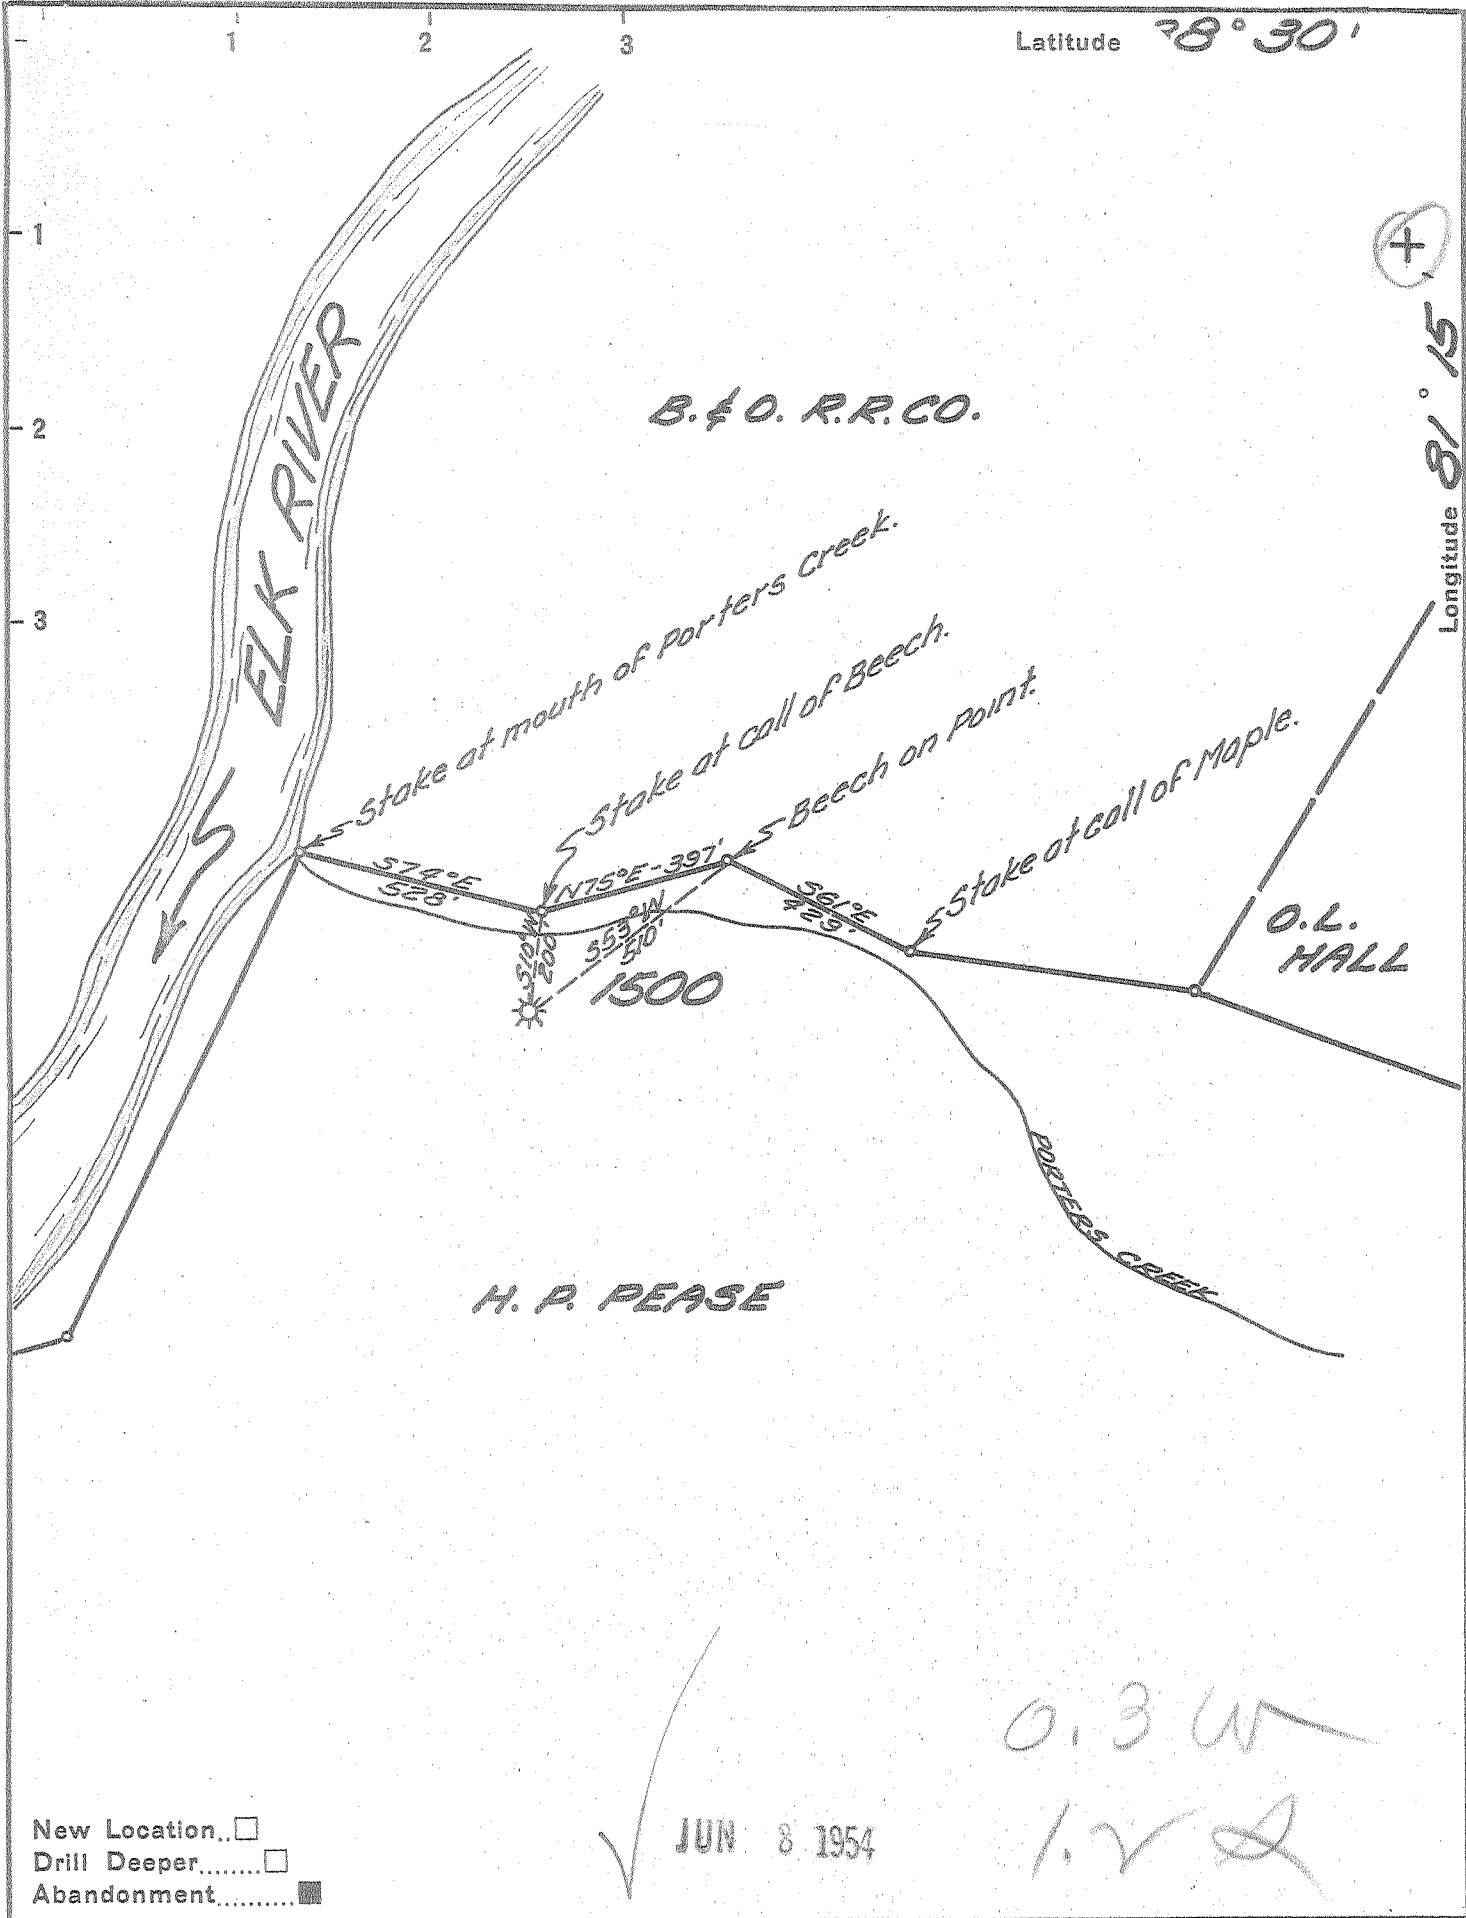 1 2 3
Latitude 38° 30'
1
2
3
+
Longitude 81° 15'
ELK RIVER
B. & O. R.R. CO.
Stake at mouth of Porters Creek.
Stake at call of Beech.
Beech on Point.
Stake at call of Maple.
S74°E
528'
N75°E-397'
S61°E
429'
S10°W
200'
S53°W
510'
1500
O.L.
HALL
PORTERS CREEK
H. P. PEASE
0.3 W
1.2 S
JUN 8 1954
New Location..
Drill Deeper........
Abandonment..........